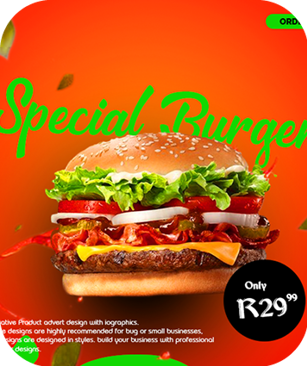 ORD
Special Burger
Only
R29⁹⁹
ative Product advert design with iographics.
e designs are highly recommended for bug or small businesses,
signs are designed in styles. build your business with professional
designs.